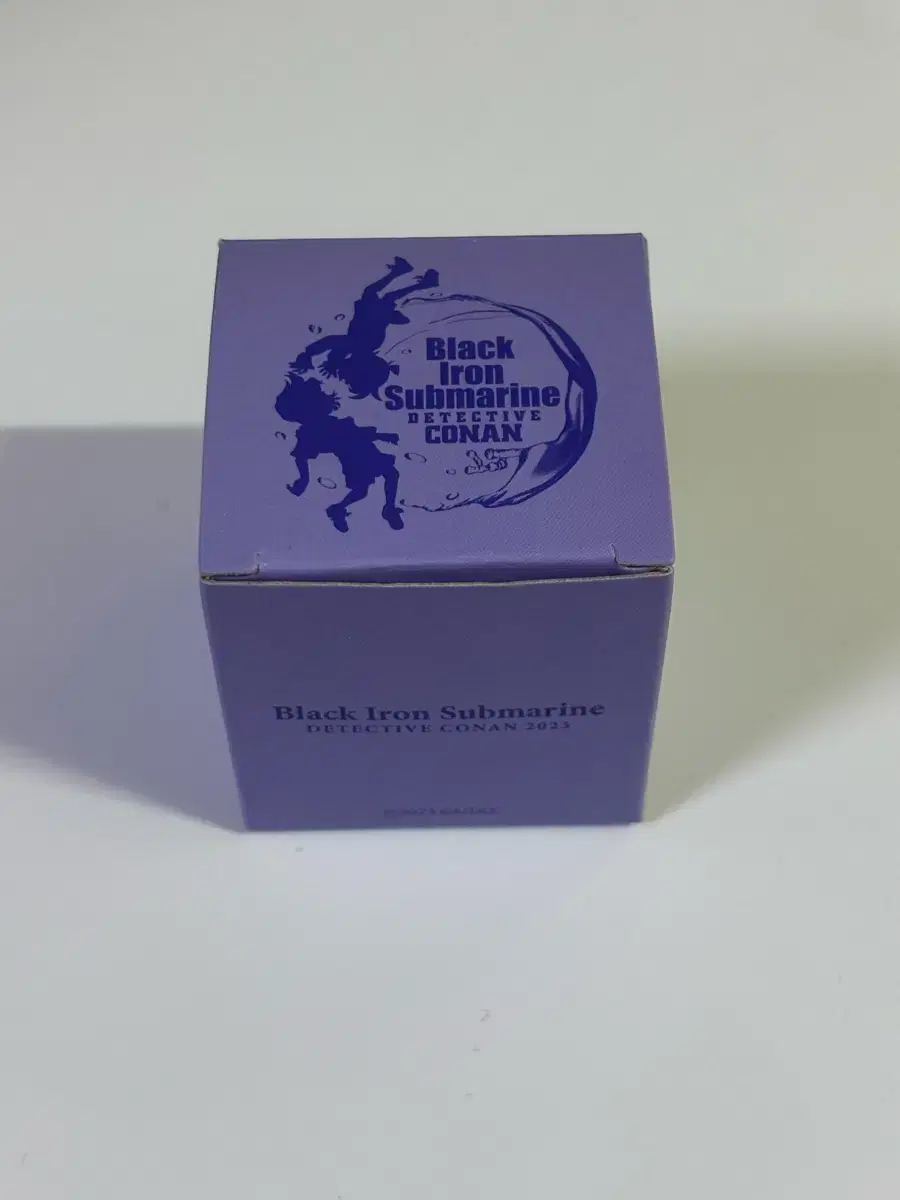 Black
Iron
Submarine
DETECTIVE
CONAN
Black Iron Submarine
DETECTIVE CONAN 2023